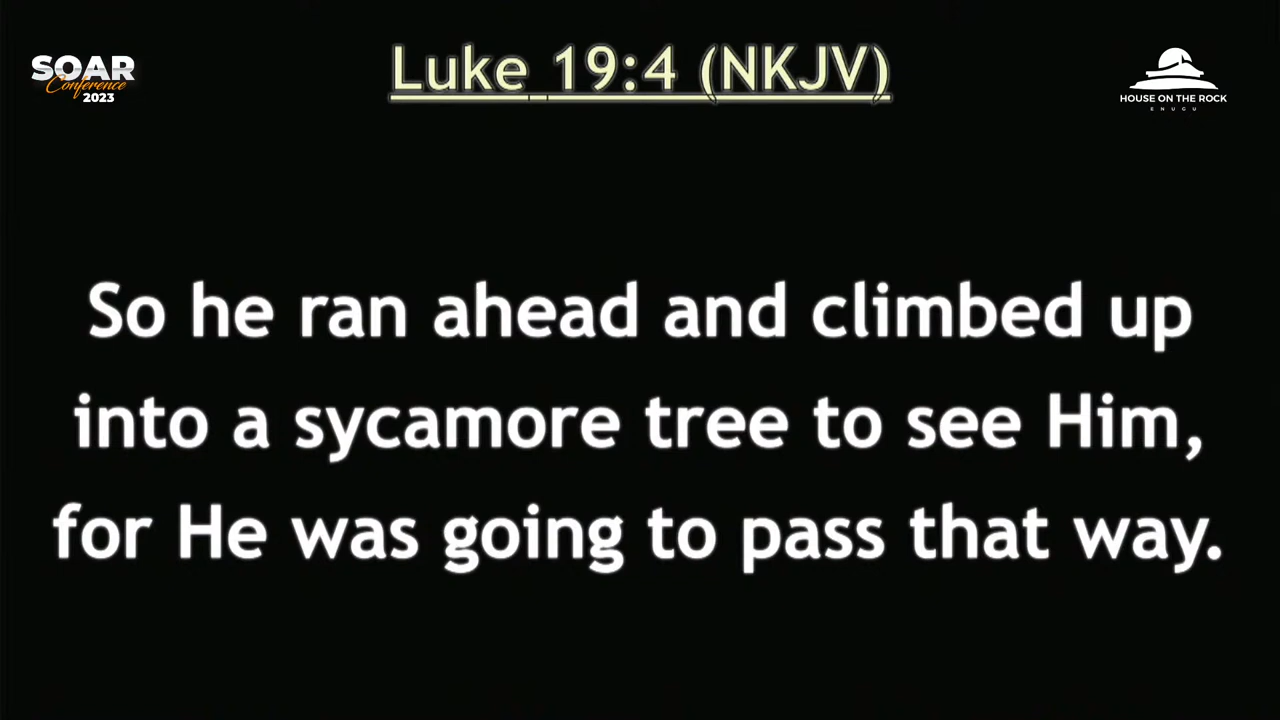 SOAR
Conference
2023
Luke 19:4 (NKJV)
HOUSE ON THE ROCK
ENUGU
So he ran ahead and climbed up
into a sycamore tree to see Him,
for He was going to pass that way.